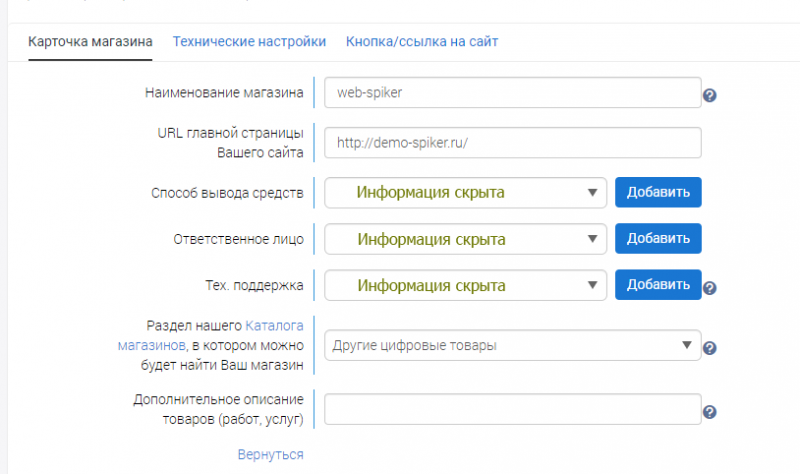 Карточка магазина Технические настройки Кнопка/ссылка на сайт
Наименование магазина web-spiker
URL главной страницы
Вашего сайта http://demo-spiker.ru/
Способ вывода средств Информация скрыта Добавить
Ответственное лицо Информация скрыта Добавить
Тех. поддержка Информация скрыта Добавить
Раздел нашего Каталога
магазинов, в котором можно Другие цифровые товары
будет найти Ваш магазин
Дополнительное описание
товаров (работ, услуг)
Вернуться